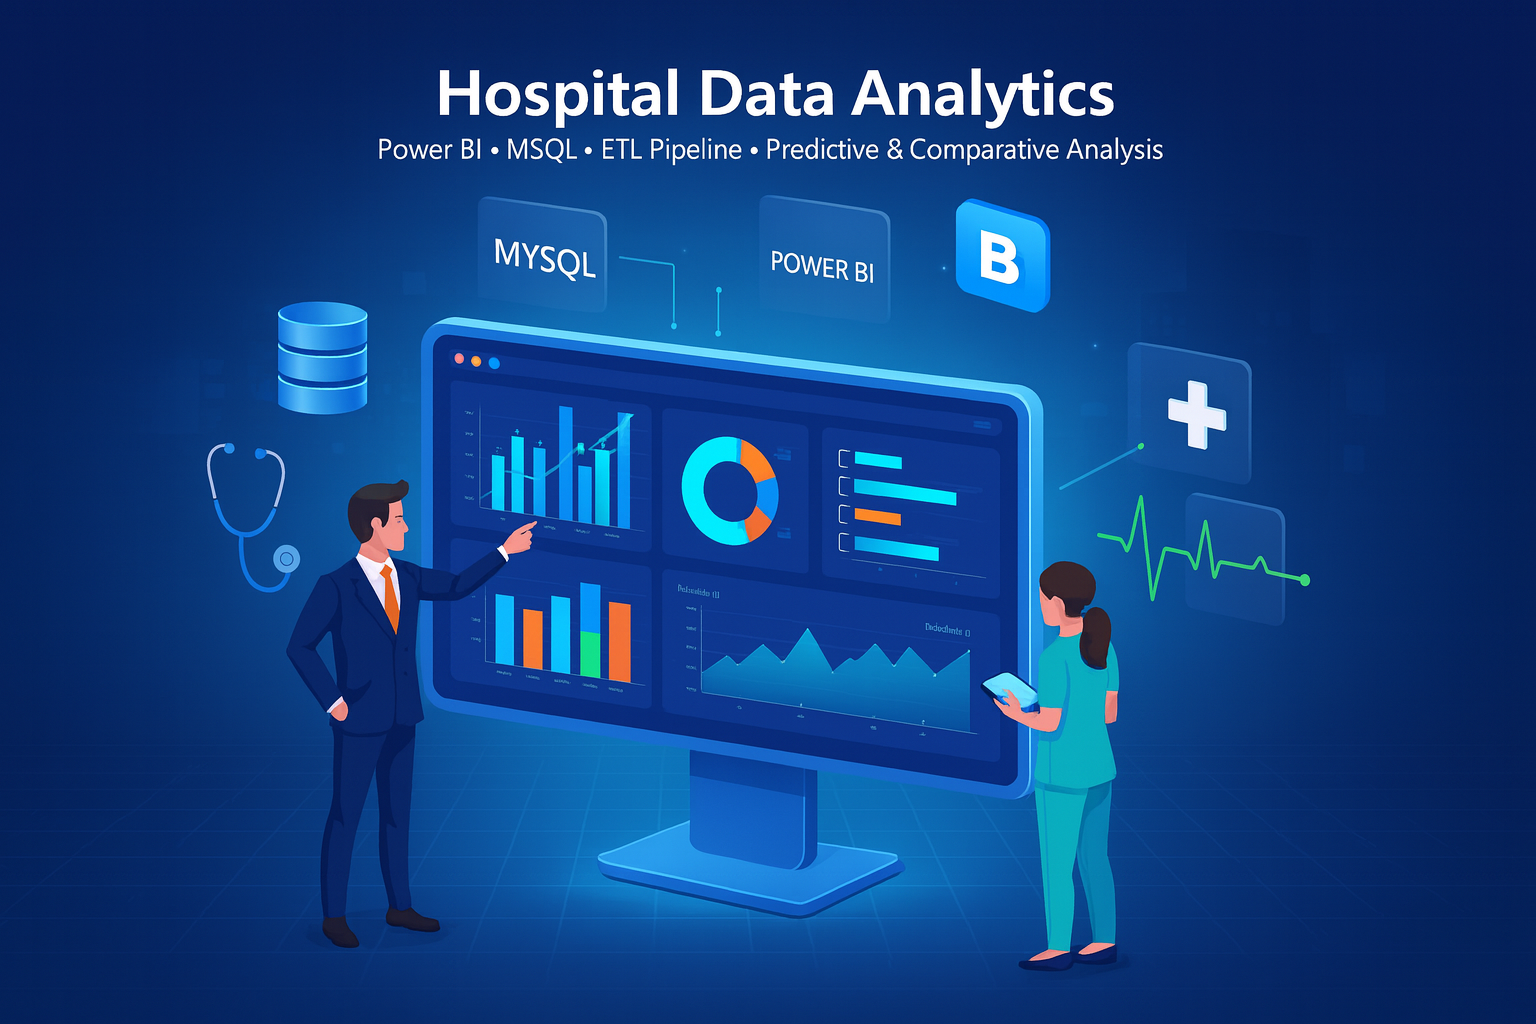 Hospital Data Analytics
Power BI • MSQL • ETL Pipeline • Predictive & Comparative Analysis
MYSQL
POWER BI
B